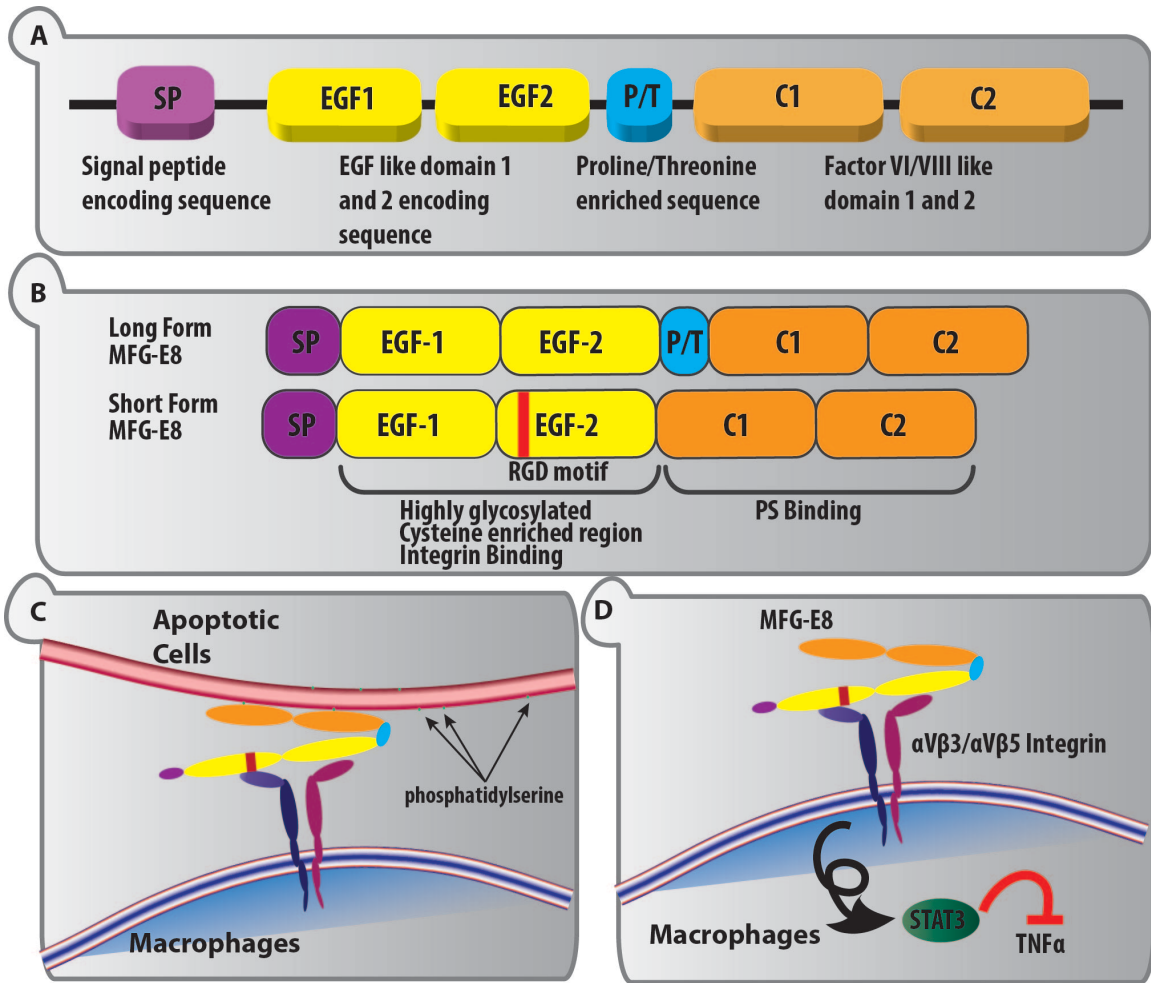 A
SP
EGF1
EGF2
P/T
C1
C2
Signal peptide
encoding sequence
EGF like domain 1
and 2 encoding
sequence
Proline/Threonine
enriched sequence
Factor VI/VIII like
domain 1 and 2
B
Long Form
MFG-E8
SP
EGF-1
EGF-2
P/T
C1
C2
Short Form
MFG-E8
SP
EGF-1
EGF-2
C1
C2
RGD motif
Highly glycosylated
Cysteine enriched region
Integrin Binding
PS Binding
C
Apoptotic
Cells
phosphatidylserine
Macrophages
D
MFG-E8
αVβ3/αVβ5 Integrin
Macrophages
STAT3
TNFα